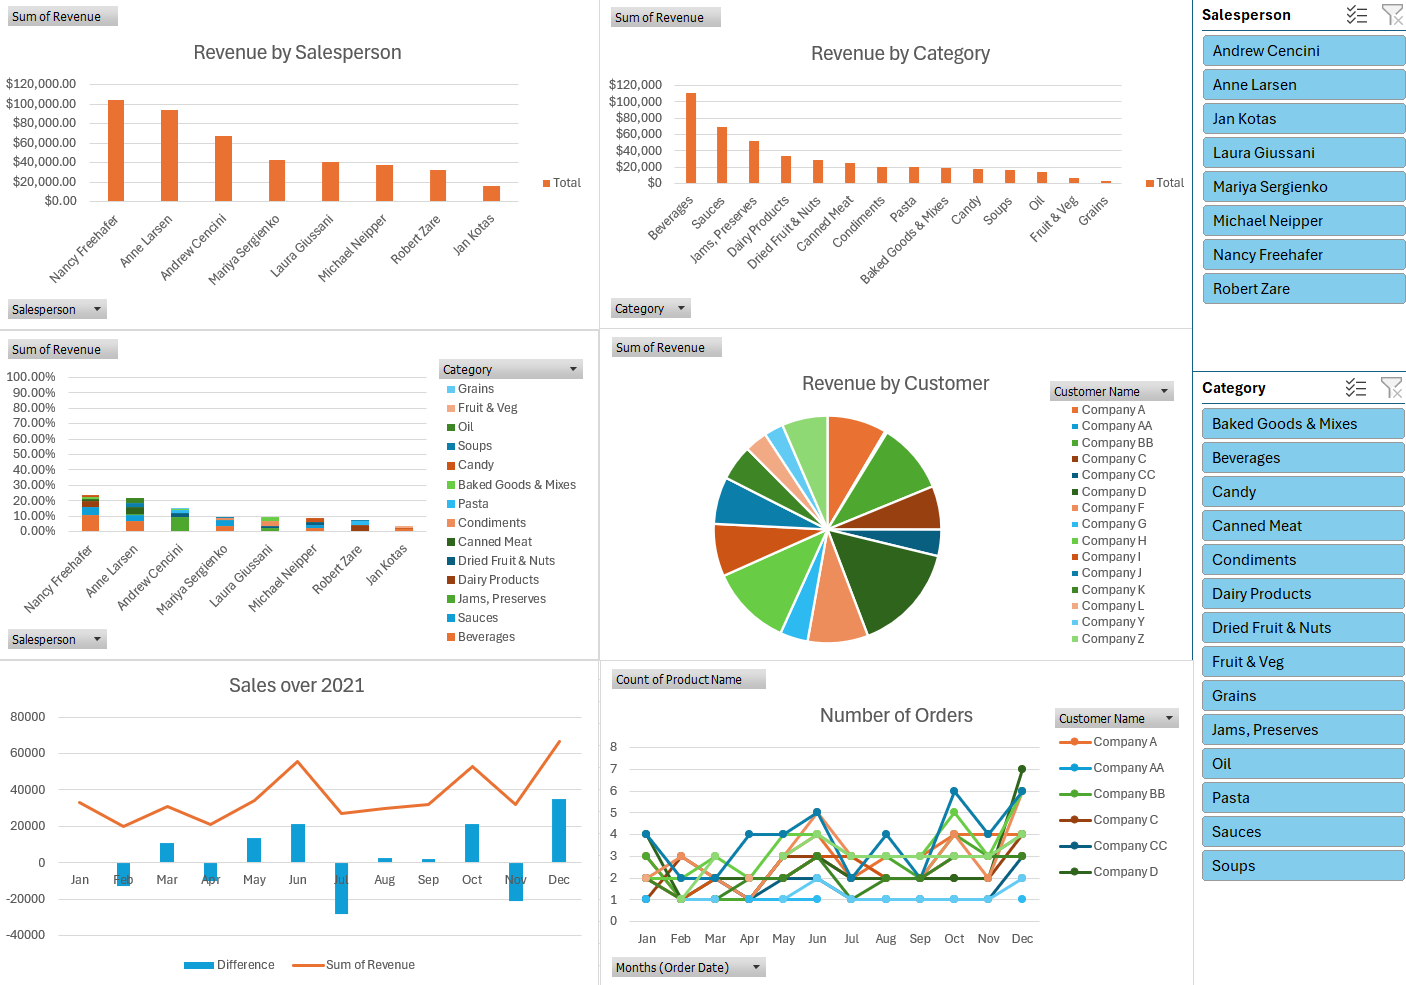 Sum of Revenue
Revenue by Salesperson
$120,000.00
$100,000.00
$80,000.00
$60,000.00
$40,000.00
$20,000.00
$0.00
Nancy Freehafer
Anne Larsen
Andrew Cencini
Mariya Sergienko
Laura Giussani
Michael Neipper
Robert Zare
Jan Kotas
Total
Salesperson
Sum of Revenue
Revenue by Category
$120,000
$100,000
$80,000
$60,000
$40,000
$20,000
$0
Beverages
Sauces
Jams, Preserves
Dairy Products
Dried Fruit & Nuts
Canned Meat
Condiments
Pasta
Baked Goods & Mixes
Candy
Soups
Oil
Fruit & Veg
Grains
Total
Category
Salesperson
Andrew Cencini
Anne Larsen
Jan Kotas
Laura Giussani
Mariya Sergienko
Michael Neipper
Nancy Freehafer
Robert Zare
Sum of Revenue
100.00%
90.00%
80.00%
70.00%
60.00%
50.00%
40.00%
30.00%
20.00%
10.00%
0.00%
Nancy Freehafer
Anne Larsen
Andrew Cencini
Mariya Sergienko
Laura Giussani
Michael Neipper
Robert Zare
Jan Kotas
Category
Grains
Fruit & Veg
Oil
Soups
Candy
Baked Goods & Mixes
Pasta
Condiments
Canned Meat
Dried Fruit & Nuts
Dairy Products
Jams, Preserves
Sauces
Beverages
Salesperson
Sum of Revenue
Revenue by Customer
Customer Name
Company A
Company AA
Company BB
Company C
Company CC
Company D
Company F
Company G
Company H
Company I
Company J
Company K
Company L
Company Y
Company Z
Category
Baked Goods & Mixes
Beverages
Candy
Canned Meat
Condiments
Dairy Products
Dried Fruit & Nuts
Fruit & Veg
Grains
Jams, Preserves
Oil
Pasta
Sauces
Soups
Sales over 2021
80000
60000
40000
20000
0
-20000
-40000
Jan Feb Mar Apr May Jun Jul Aug Sep Oct Nov Dec
Difference Sum of Revenue
Count of Product Name
Number of Orders
8
7
6
5
4
3
2
1
0
Jan Feb Mar Apr May Jun Jul Aug Sep Oct Nov Dec
Customer Name
Company A
Company AA
Company BB
Company C
Company CC
Company D
Months (Order Date)